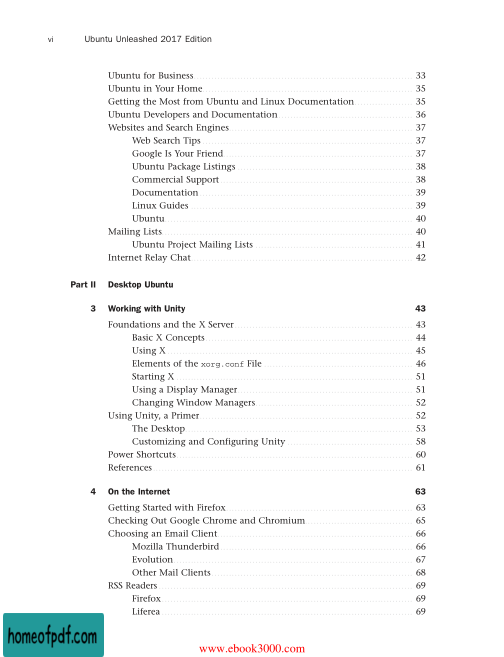 vi Ubuntu Unleashed 2017 Edition
Ubuntu for Business 33
Ubuntu in Your Home 35
Getting the Most from Ubuntu and Linux Documentation 35
Ubuntu Developers and Documentation 36
Websites and Search Engines 37
Web Search Tips 37
Google Is Your Friend 37
Ubuntu Package Listings 38
Commercial Support 38
Documentation 39
Linux Guides 39
Ubuntu 40
Mailing Lists 40
Ubuntu Project Mailing Lists 41
Internet Relay Chat 42
Part II Desktop Ubuntu
3 Working with Unity 43
Foundations and the X Server 43
Basic X Concepts 44
Using X 45
Elements of the xorg.conf File 46
Starting X 51
Using a Display Manager 51
Changing Window Managers 52
Using Unity, a Primer 52
The Desktop 53
Customizing and Configuring Unity 58
Power Shortcuts 60
References 61
4 On the Internet 63
Getting Started with Firefox 63
Checking Out Google Chrome and Chromium 65
Choosing an Email Client 66
Mozilla Thunderbird 66
Evolution 67
Other Mail Clients 68
RSS Readers 69
Firefox 69
Liferea 69
homeofpdf.com
www.ebook3000.com